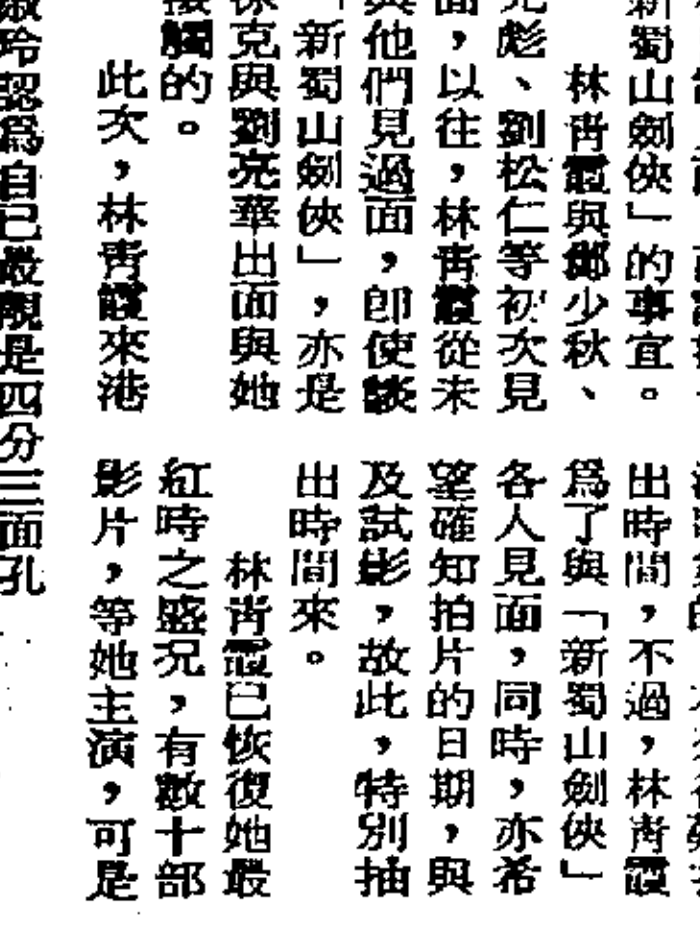 新蜀山劍俠」的事宜。
林青霞與鄭少秋、
元彪、劉松仁等初次見
面,以往,林青霞從未
與他們見過面,即使談
「新蜀山劍俠」,亦是
徐克與劉亮華出面與她
接觸的。
此次,林青霞來港
出時間,不過,林青霞
爲了與「新蜀山劍俠」
各人見面,同時,亦希
望確知拍片的日期,與
及試影,故此,特別抽
出時間來。
林青霞已恢復她最
紅時之盛況,有數十部
影片,等她主演,可是
玲認爲自己最靚是四分三面孔